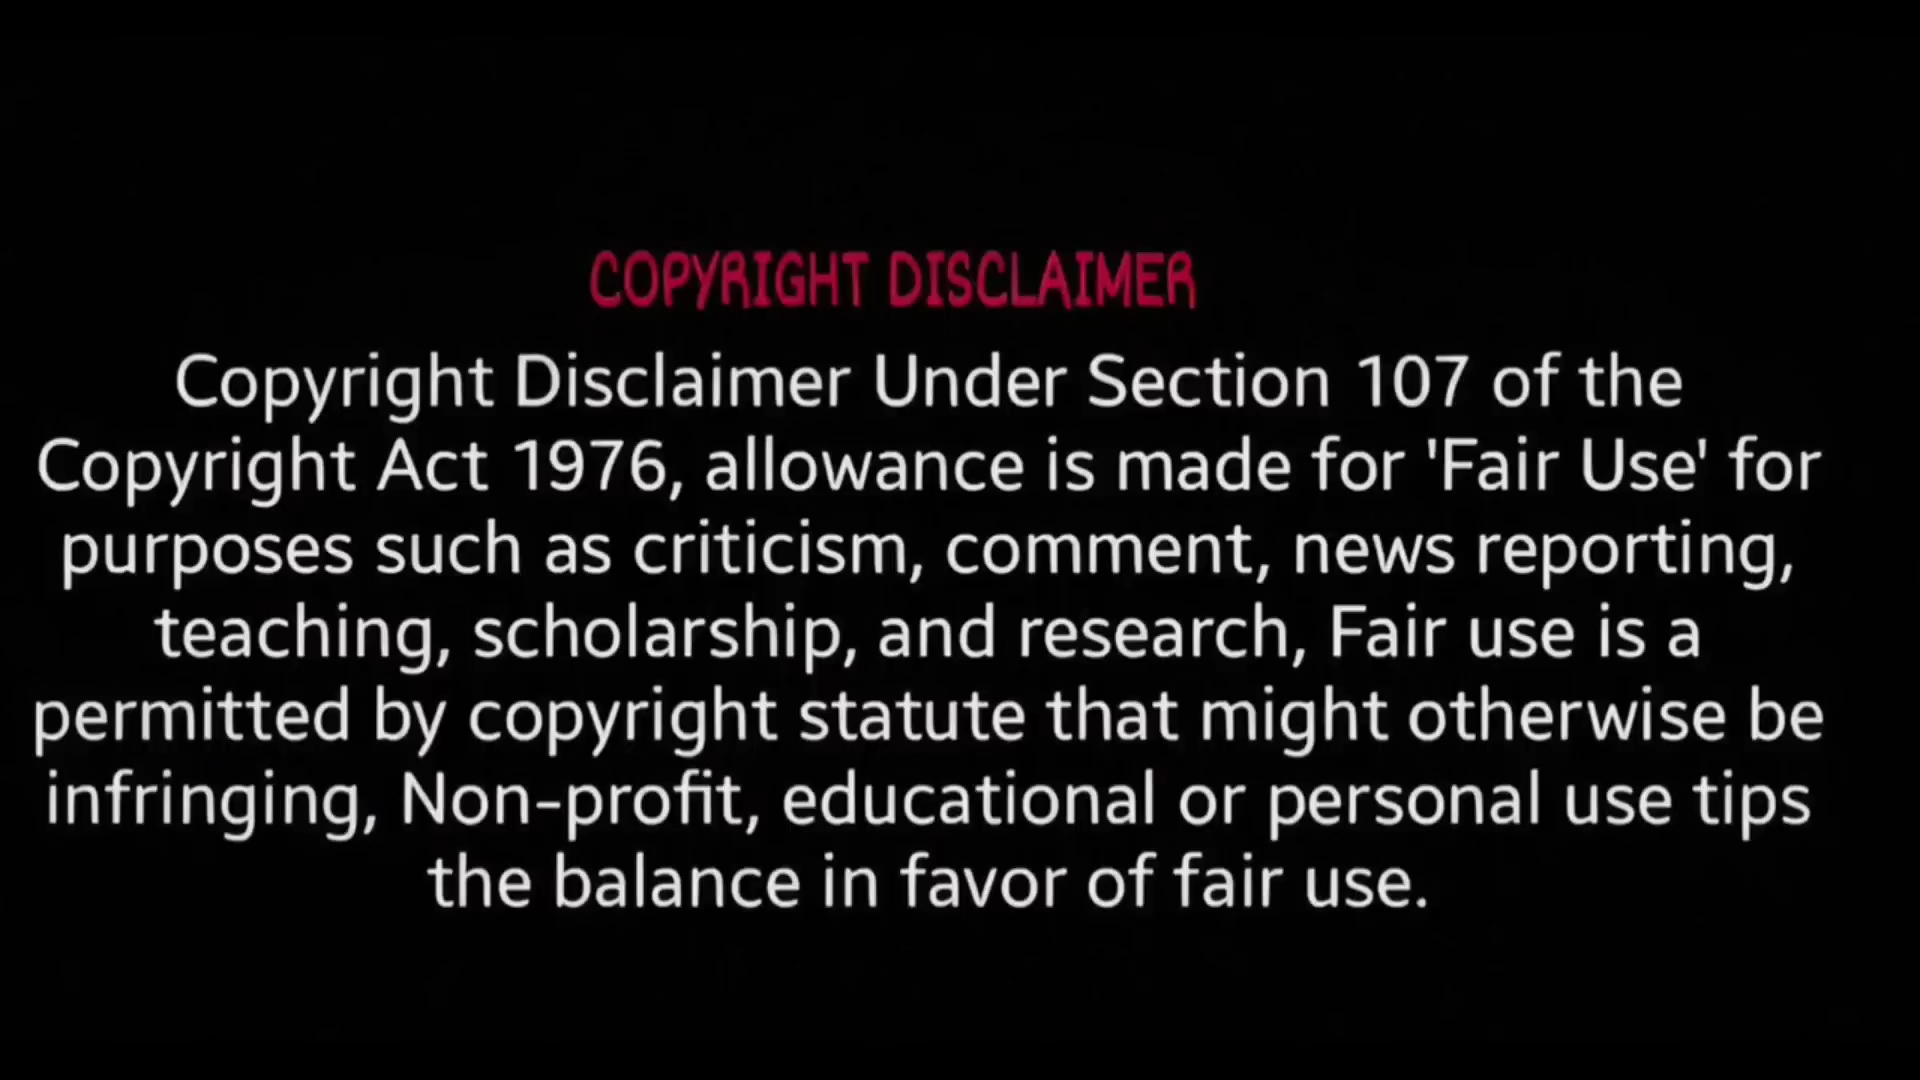 COPYRIGHT DISCLAIMER
Copyright Disclaimer Under Section 107 of the
Copyright Act 1976, allowance is made for 'Fair Use' for
purposes such as criticism, comment, news reporting,
teaching, scholarship, and research, Fair use is a
permitted by copyright statute that might otherwise be
infringing, Non-profit, educational or personal use tips
the balance in favor of fair use.